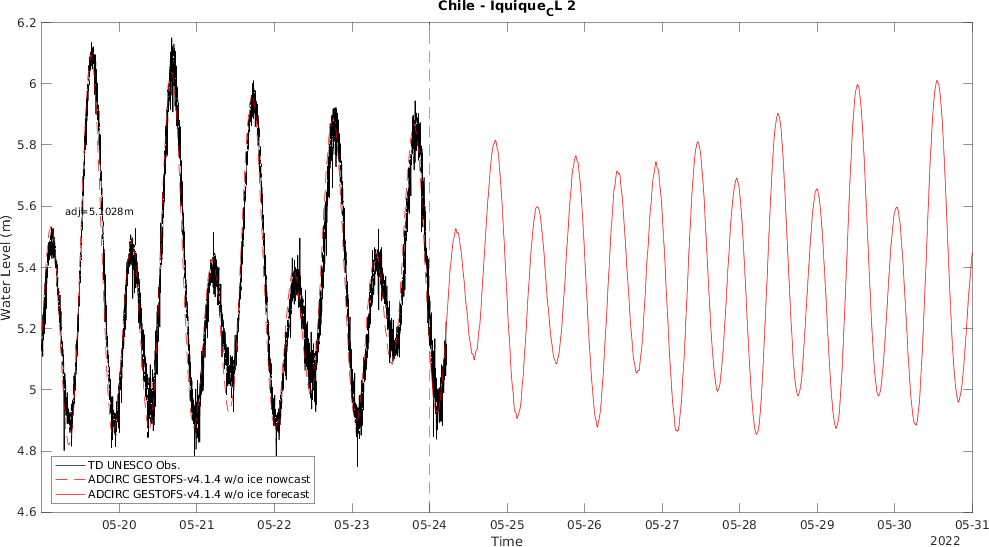 Chile - Iquique_CL 2
6.2
6
5.8
5.6
5.4
5.2
5
4.8
4.6
Water Level (m)
adj=5.1028m
TD UNESCO Obs.
ADCIRC GESTOFS-v4.1.4 w/o ice nowcast
ADCIRC GESTOFS-v4.1.4 w/o ice forecast
05-20 05-21 05-22 05-23 05-24 05-25 05-26 05-27 05-28 05-29 05-30 05-31
Time
2022